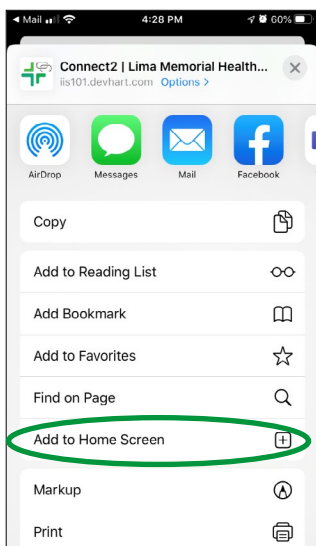 Mail
4:28 PM
60%
Connect2 | Lima Memorial Health...
iis101.devhart.com Options >
AirDrop
Messages
Mail
Facebook
Copy
Add to Reading List
Add Bookmark
Add to Favorites
Find on Page
Add to Home Screen
Markup
Print